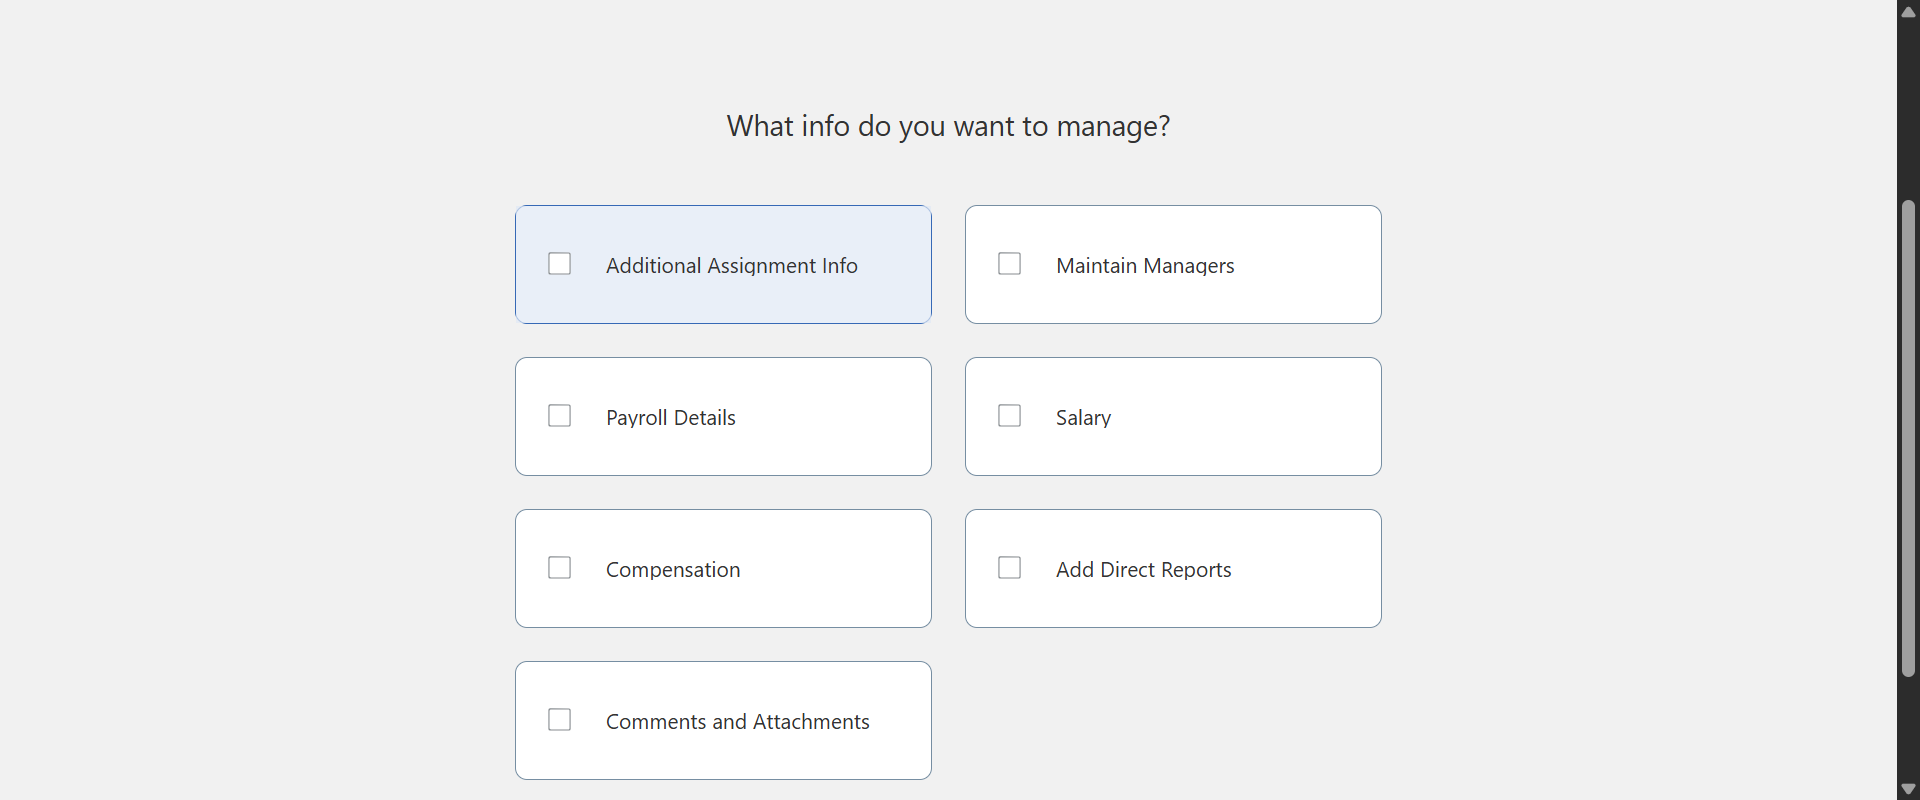 What info do you want to manage?
Additional Assignment Info
Maintain Managers
Payroll Details
Salary
Compensation
Add Direct Reports
Comments and Attachments